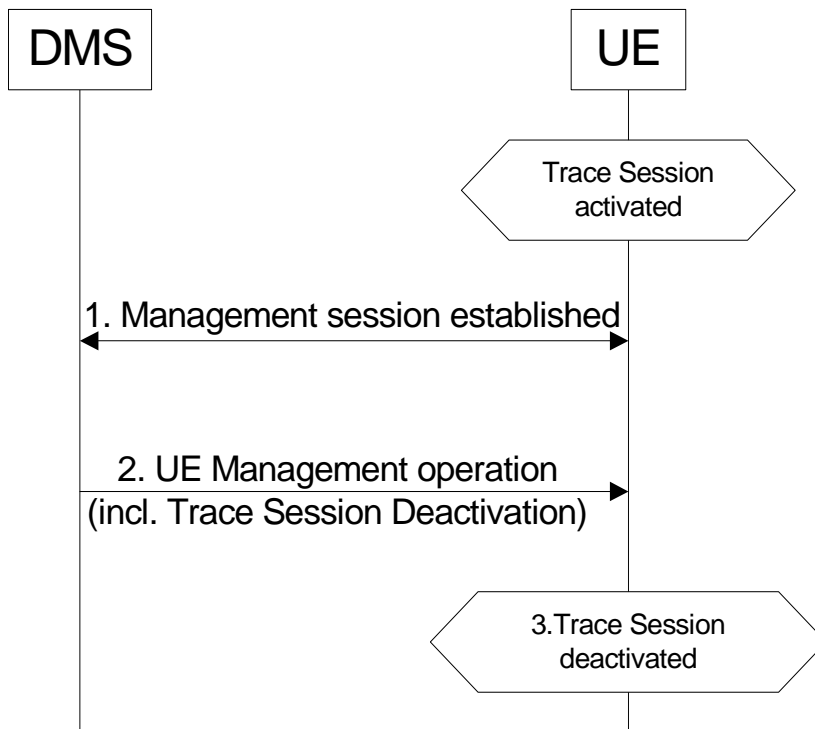 DMS
UE
Trace Session
activated
1. Management session established
2. UE Management operation
(incl. Trace Session Deactivation)
3.Trace Session
deactivated